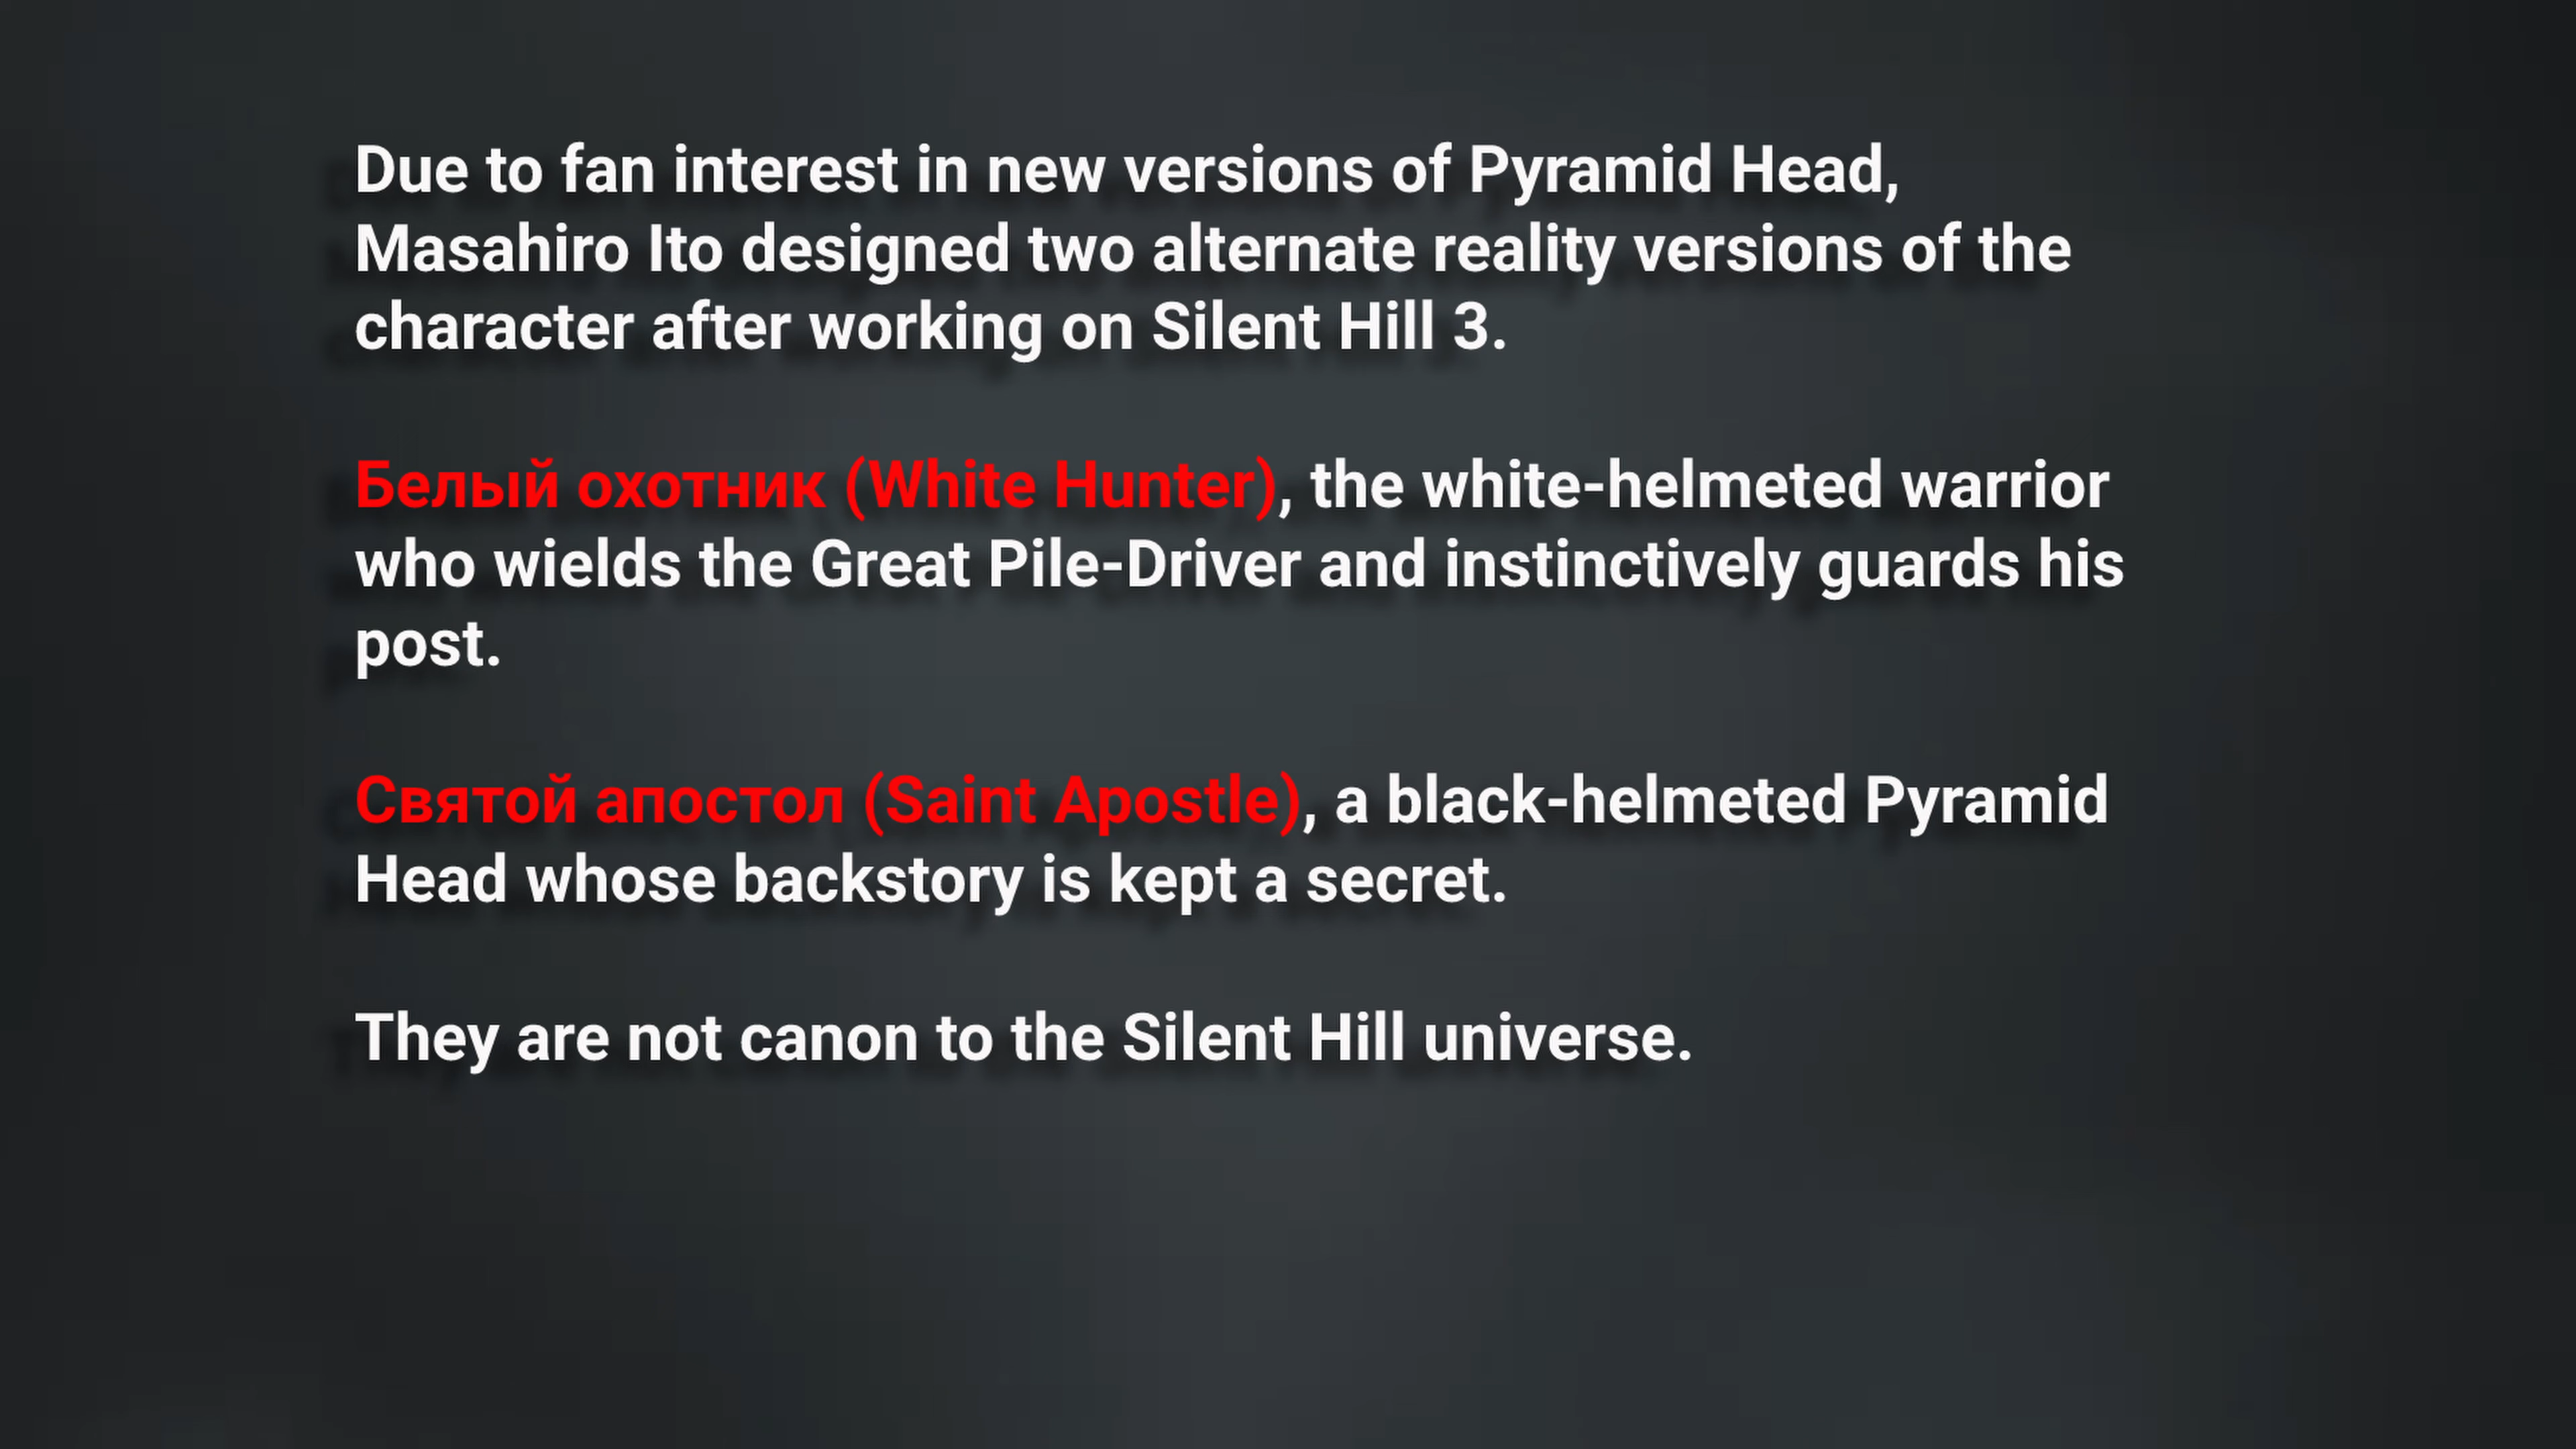 Due to fan interest in new versions of Pyramid Head,
Masahiro Ito designed two alternate reality versions of the
character after working on Silent Hill 3.
Белый охотник (White Hunter), the white-helmeted warrior
who wields the Great Pile-Driver and instinctively guards his
post.
Святой апостол (Saint Apostle), a black-helmeted Pyramid
Head whose backstory is kept a secret.
They are not canon to the Silent Hill universe.